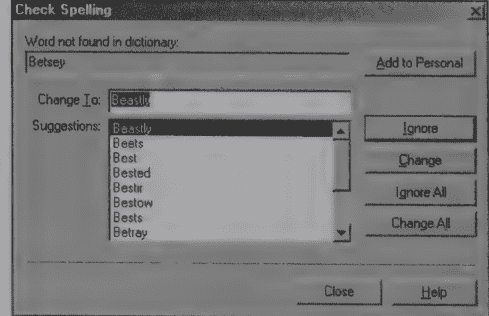 Check Spelling
Word not found in dictionary:
Betsey
Add to Personal
Change To: Beastly
Suggestions: Beastly
Beets
Best
Bested
Bestir
Bestow
Bests
Betray
Ignore
Change
Ignore All
Change All
Close
Help